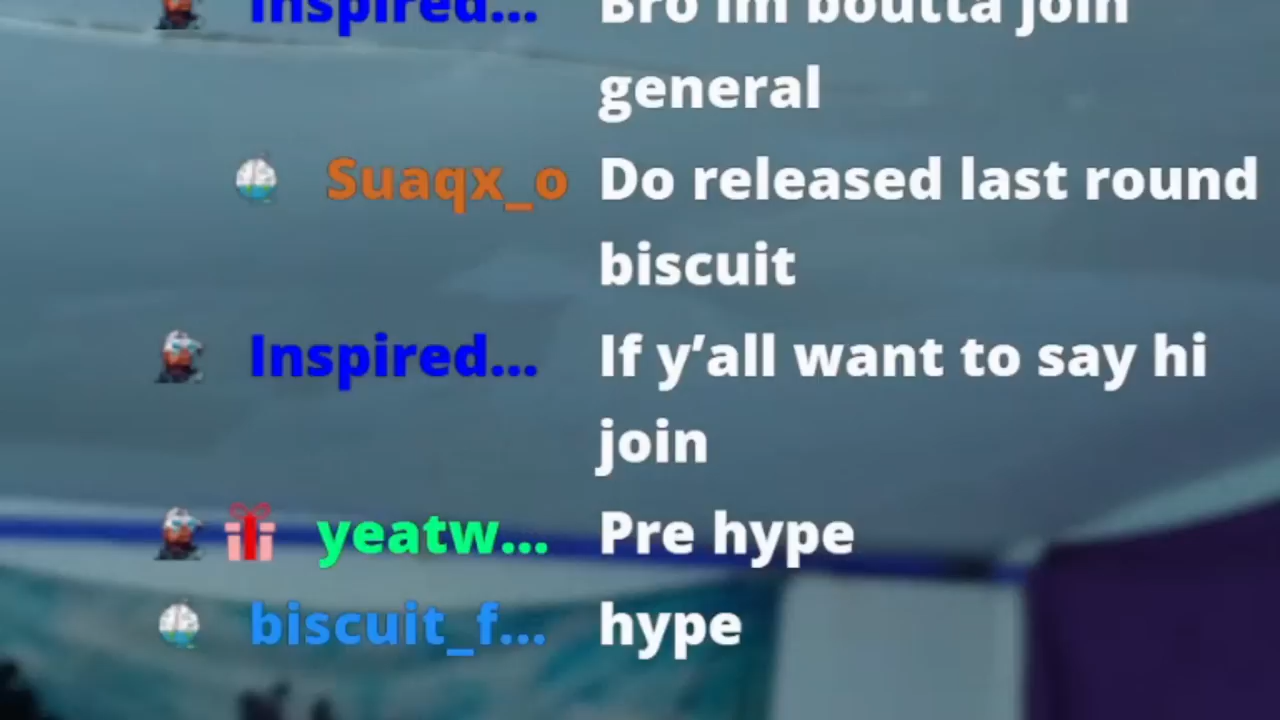 Inspired... Bro im boutta join
general
Suaqx_o Do released last round
biscuit
Inspired... If y’all want to say hi
join
yeatw... Pre hype
biscuit_f... hype